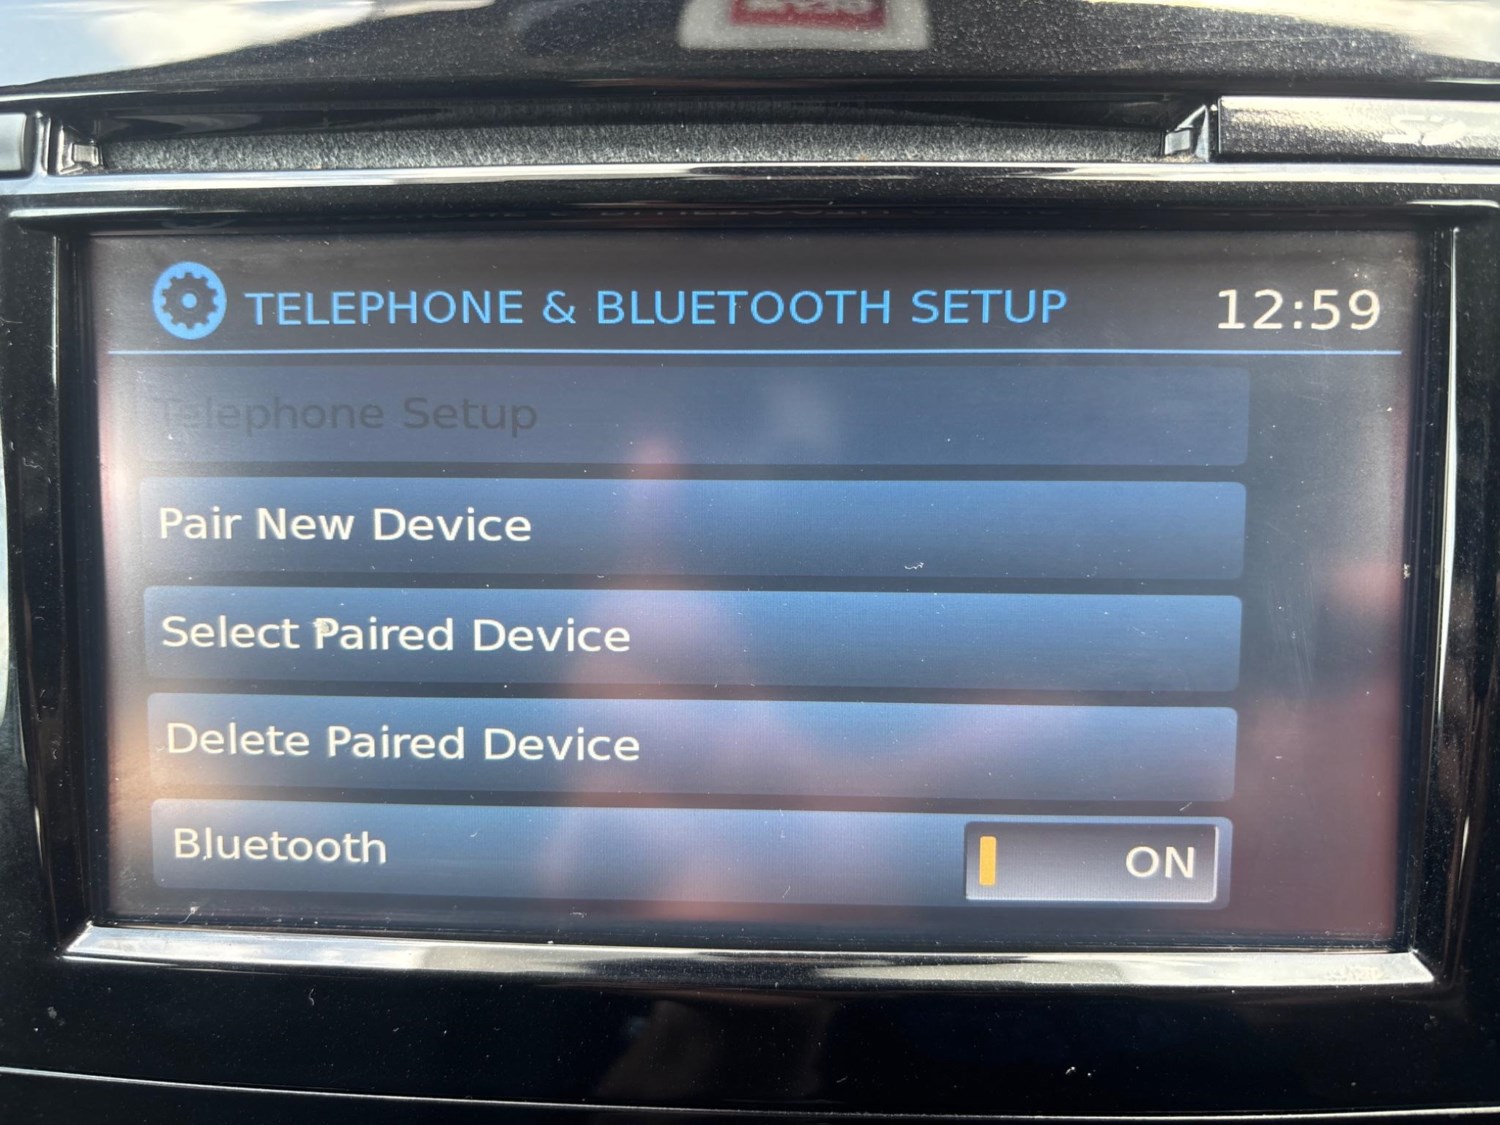 TELEPHONE & BLUETOOTH SETUP 12:59
Telephone Setup
Pair New Device
Select Paired Device
Delete Paired Device
Bluetooth ON